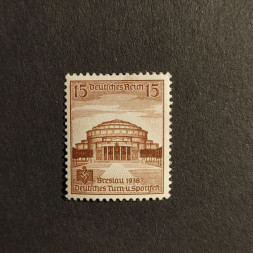 15 Deutsches Reich 15
Breslau 1938
Deutsches Turn-u. Sportfest